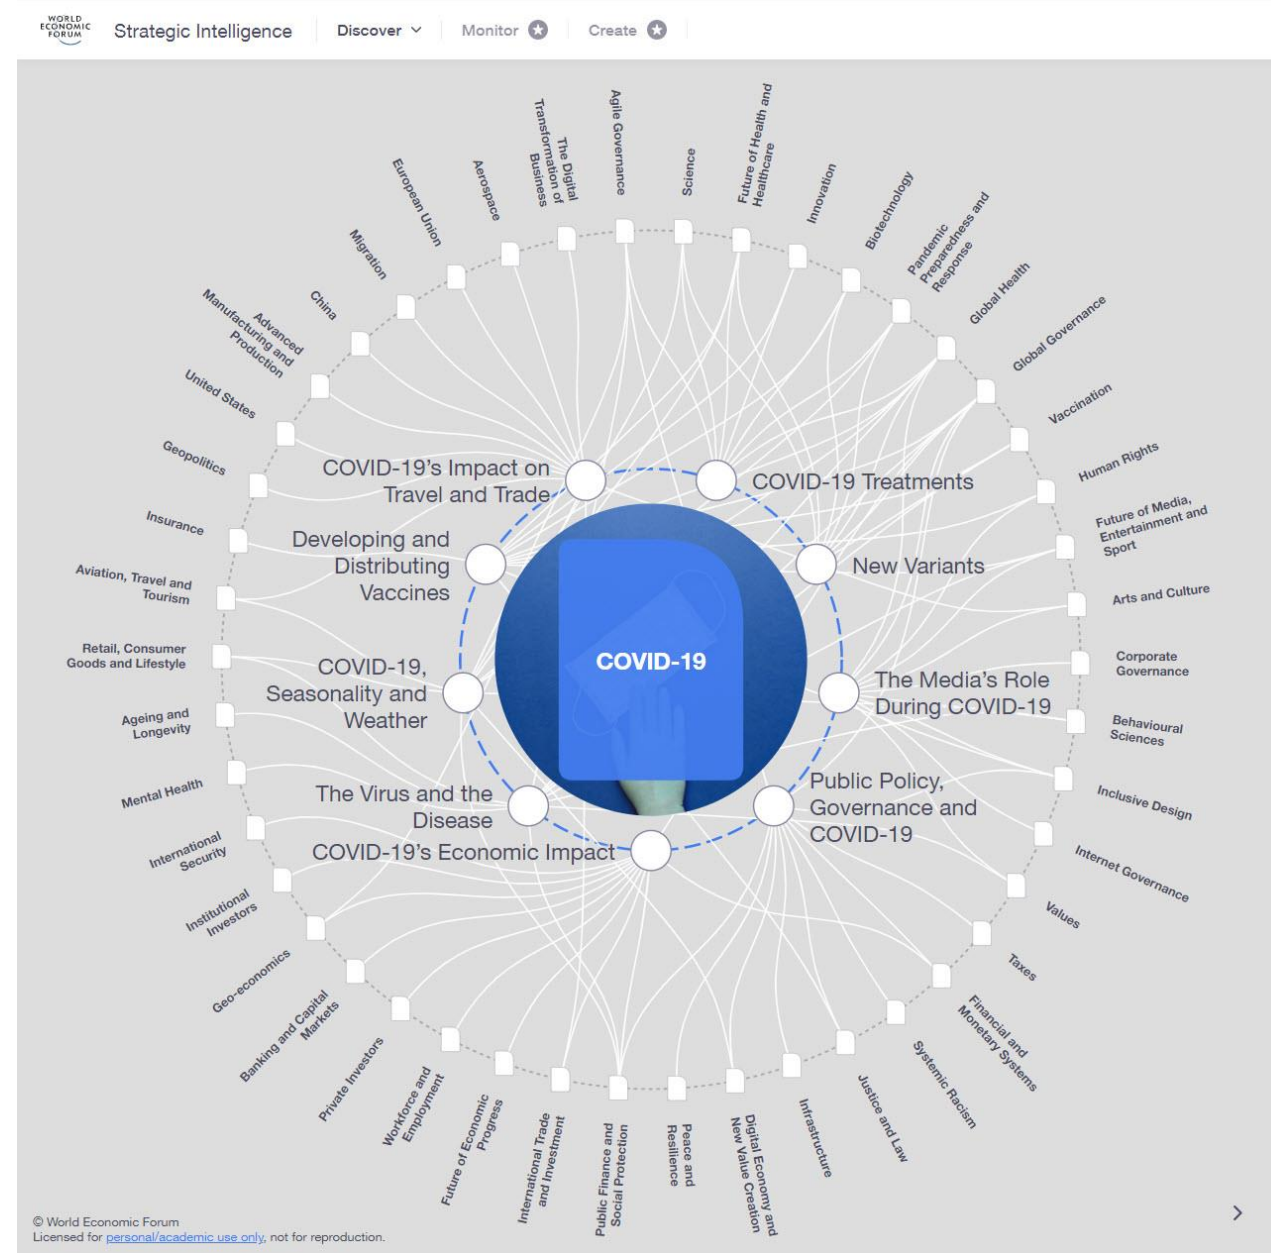 WORLD
ECONOMIC
FORUM
Strategic Intelligence
Discover
Monitor
Create
Agile Governance
Science
Future of Health and
Healthcare
Innovation
Biotechnology
Pandemic
Preparedness and
Response
Global Health
Global Governance
Vaccination
Human Rights
Future of Media,
Entertainment and
Sport
Arts and Culture
Corporate
Governance
Behavioural
Sciences
Inclusive Design
Internet Governance
Values
Taxes
Financial and
Monetary Systems
Systemic Racism
Justice and Law
Infrastructure
Digital Economy and
New Value Creation
Peace and
Resilience
Public Finance and
Social Protection
International Trade
and Investment
Future of Economic
Progress
Workforce and
Employment
Private Investors
Banking and Capital
Markets
Geo-economics
Institutional
Investors
International
Security
Mental Health
Ageing and
Longevity
Retail, Consumer
Goods and Lifestyle
Aviation, Travel and
Tourism
Insurance
Geopolitics
United States
Advanced
Manufacturing and
Production
China
Migration
European Union
Aerospace
The Digital
Transformation of
Business
COVID-19's Impact on
Travel and Trade
COVID-19 Treatments
Developing and
Distributing
Vaccines
New Variants
COVID-19
COVID-19,
Seasonality and
Weather
The Media's Role
During COVID-19
The Virus and the
Disease
Public Policy,
Governance and
COVID-19
COVID-19's Economic Impact
© World Economic Forum
Licensed for personal/academic use only, not for reproduction.